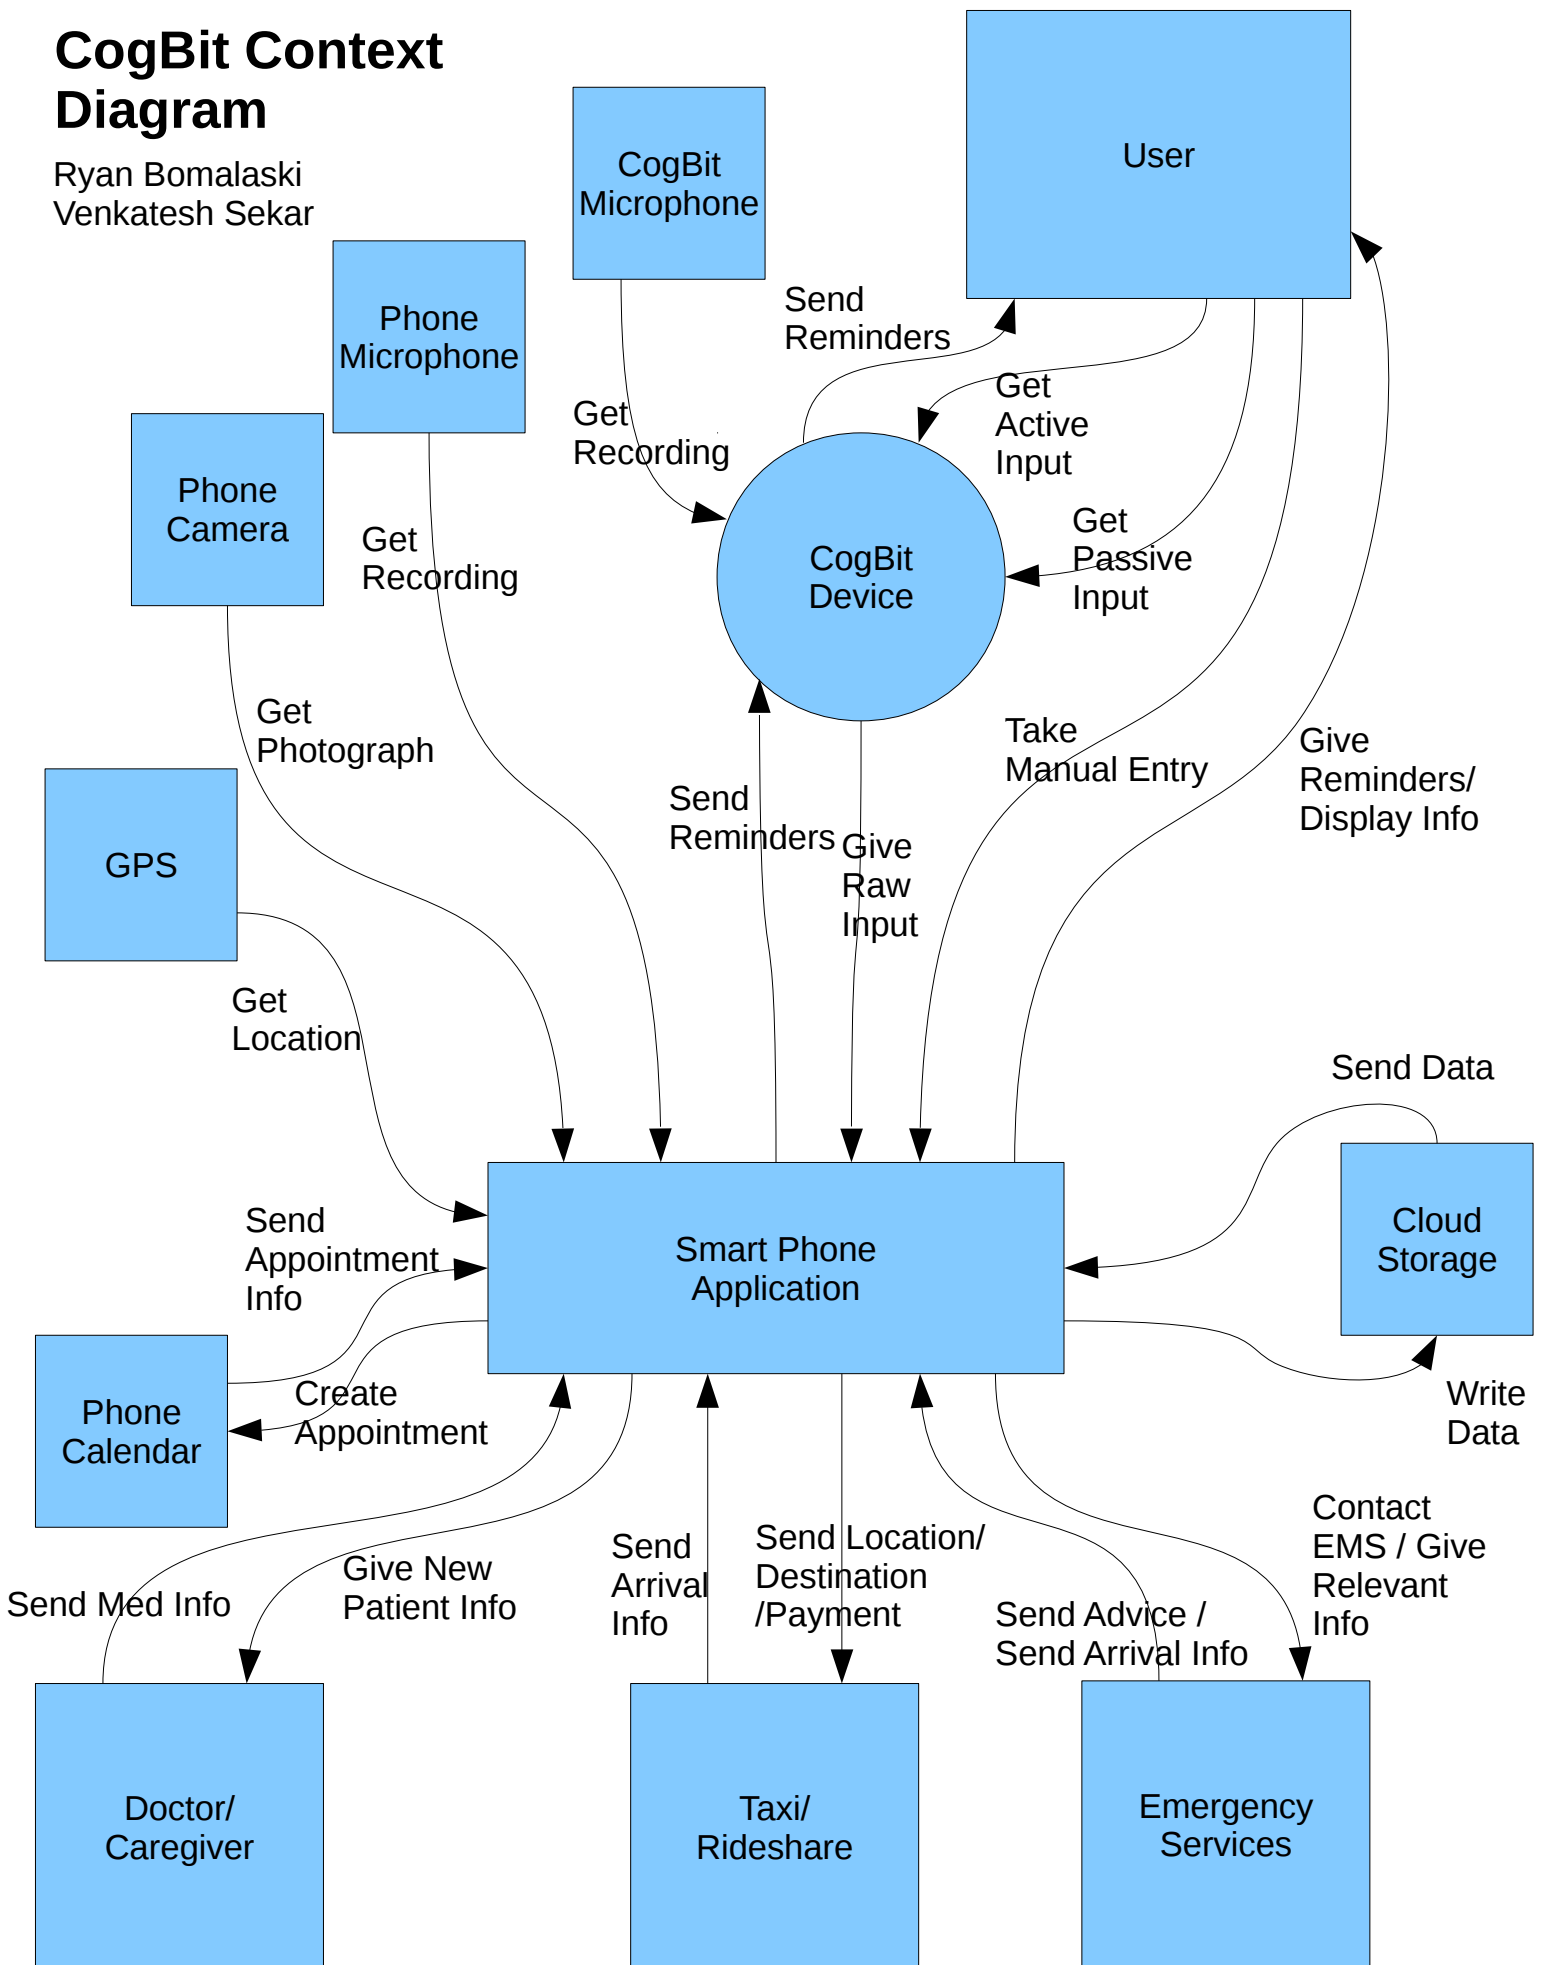 CogBit Context
Diagram
Ryan Bomalaski
Venkatesh Sekar
CogBit
Microphone
User
Phone
Microphone
Send
Reminders
Get
Active
Input
Get
Recording
Phone
Camera
Get
Recording
CogBit
Device
Get
Passive
Input
Get
Photograph
Take
Manual Entry
Give
Reminders/
Display Info
Send
Reminders
Give
Raw
Input
GPS
Get
Location
Send Data
Send
Appointment
Info
Smart Phone
Application
Cloud
Storage
Phone
Calendar
Create
Appointment
Write
Data
Send Med Info
Give New
Patient Info
Send
Arrival
Info
Send Location/
Destination
/Payment
Send Advice /
Send Arrival Info
Contact
EMS / Give
Relevant
Info
Doctor/
Caregiver
Taxi/
Rideshare
Emergency
Services